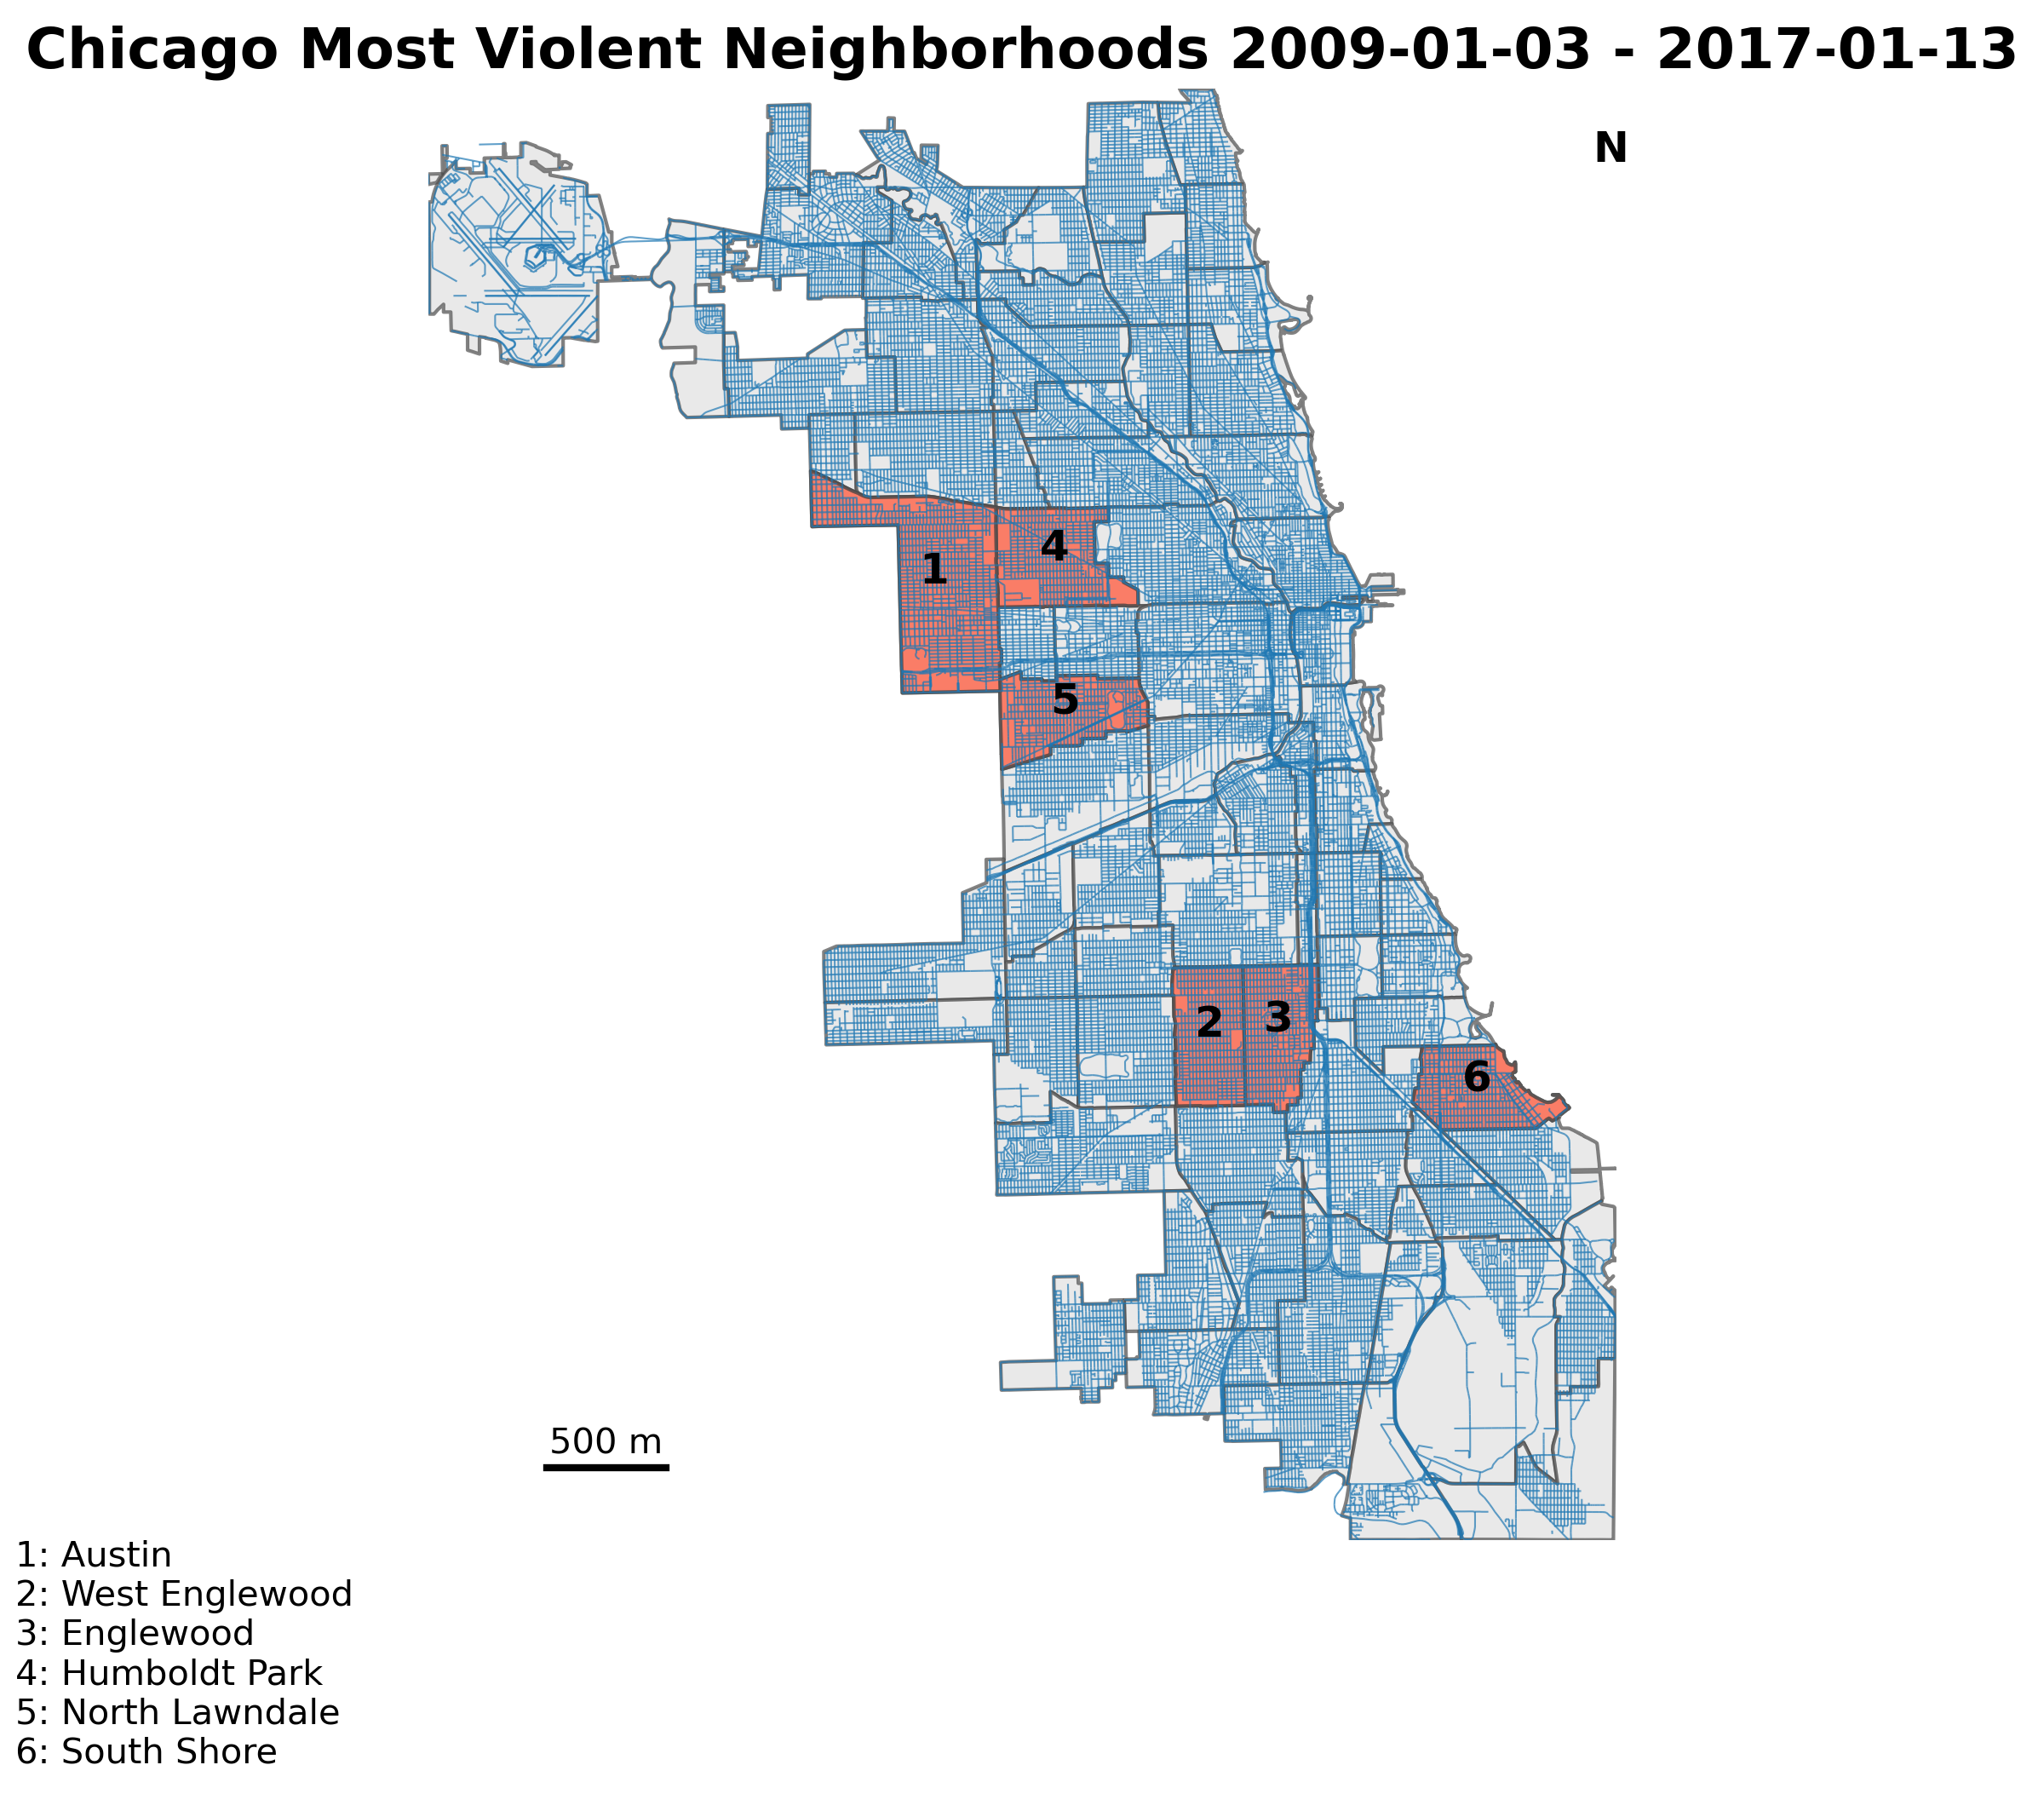 Chicago Most Violent Neighborhoods 2009-01-03 - 2017-01-13
N
4
1
5
2
3
6
500 m
1: Austin
2: West Englewood
3: Englewood
4: Humboldt Park
5: North Lawndale
6: South Shore